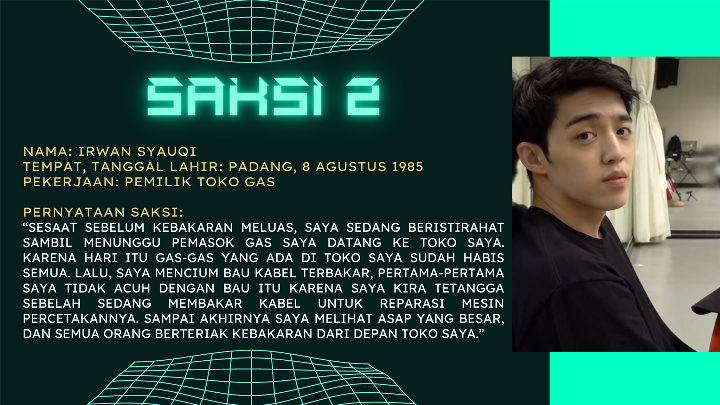 SAKSI 2
NAMA: IRWAN SYAUQI
TEMPAT, TANGGAL LAHIR: PADANG, 8 AGUSTUS 1985
PEKERJAAN: PEMILIK TOKO GAS
PERNYATAAN SAKSI:
“SESAAT SEBELUM KEBAKARAN MELUAS, SAYA SEDANG BERISTIRAHAT
SAMBIL MENUNGGU PEMASOK GAS SAYA DATANG KE TOKO SAYA.
KARENA HARI ITU GAS-GAS YANG ADA DI TOKO SAYA SUDAH HABIS
SEMUA. LALU, SAYA MENCIUM BAU KABEL TERBAKAR, PERTAMA-PERTAMA
SAYA TIDAK ACUH DENGAN BAU ITU KARENA SAYA KIRA TETANGGA
SEBELAH SEDANG MEMBAKAR KABEL UNTUK REPARASI MESIN
PERCETAKANNYA. SAMPAI AKHIRNYA SAYA MELIHAT ASAP YANG BESAR,
DAN SEMUA ORANG BERTERIAK KEBAKARAN DARI DEPAN TOKO SAYA.”